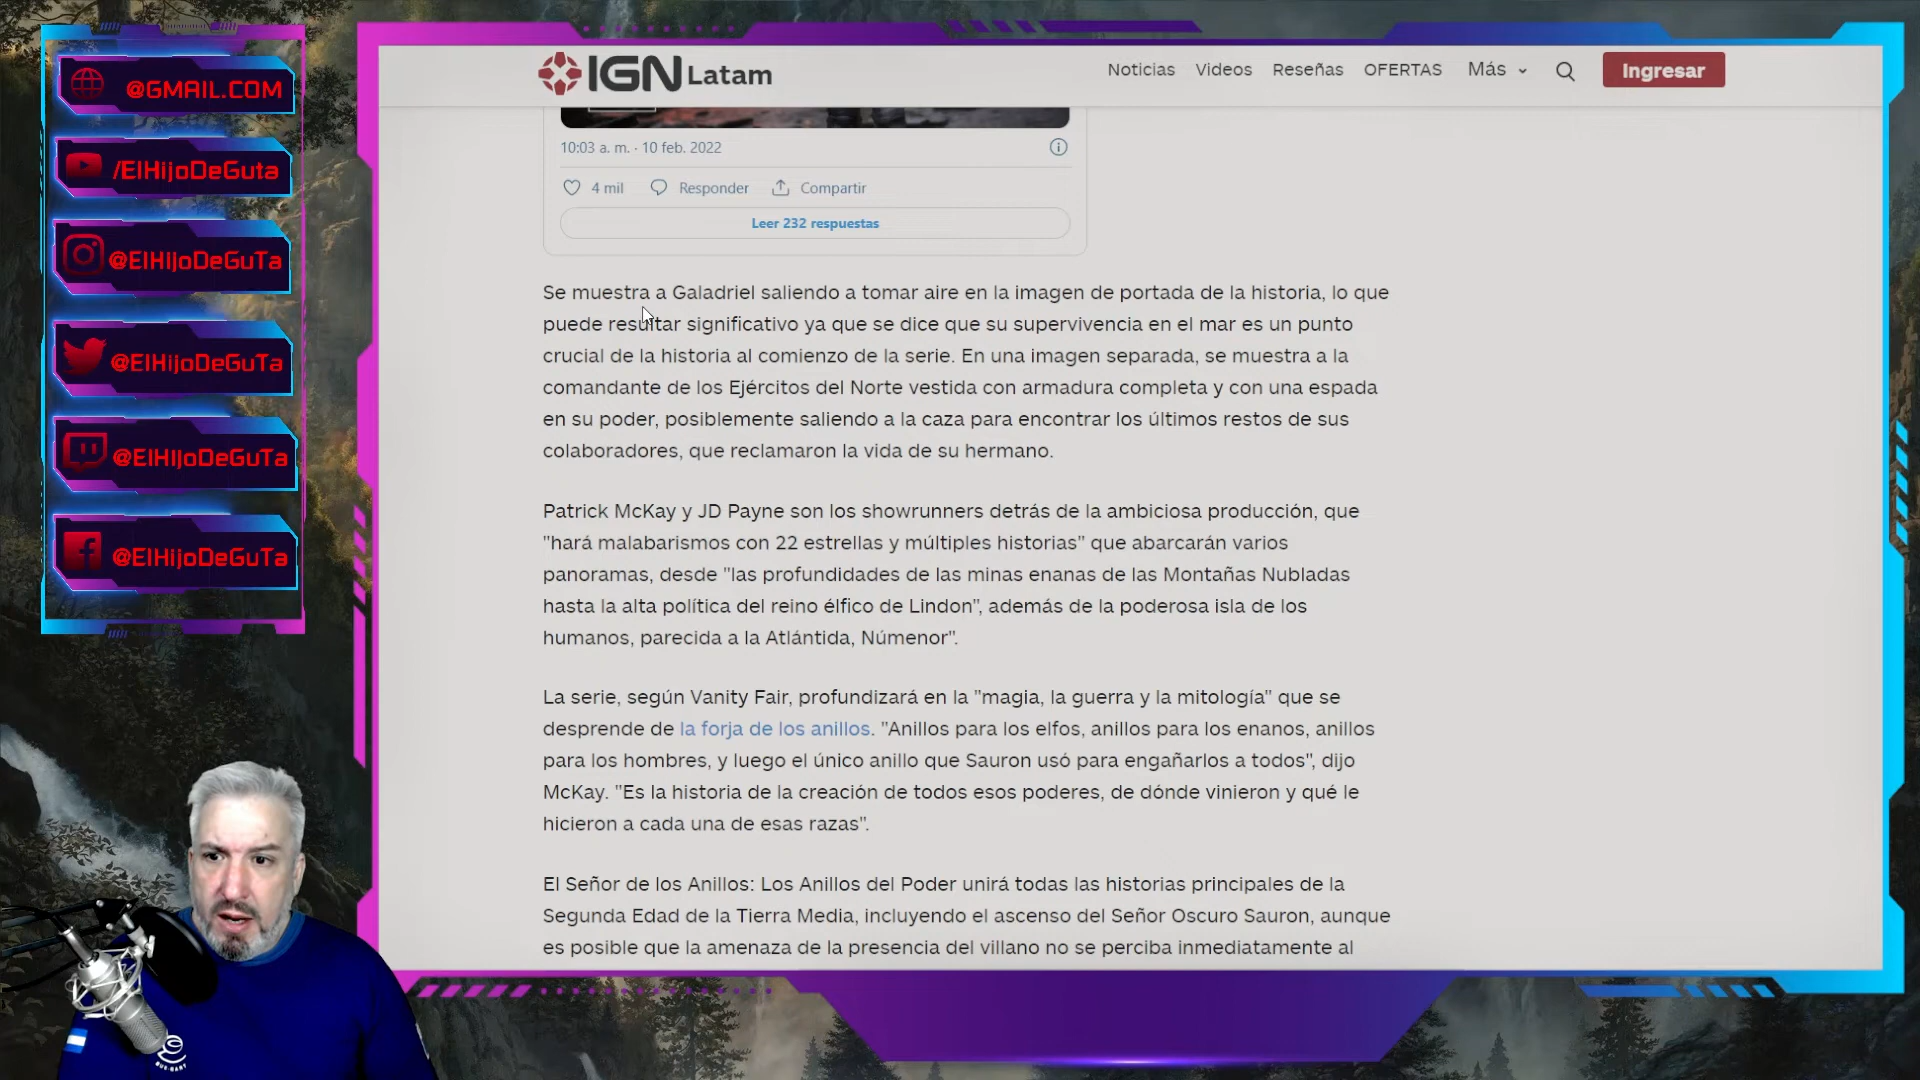 @GMAIL.COM
/ElHijoDeGuta
@ElHIjoDeGuTa
@ElHIjoDeGuTa
@ElHIjoDeGuTa
@ElHIjoDeGuTa
IGN Latam
Noticias Videos Reseñas OFERTAS Más Ingresar
10:03 a. m. · 10 feb. 2022
4 mil Responder Compartir
Leer 232 respuestas
Se muestra a Galadriel saliendo a tomar aire en la imagen de portada de la historia, lo que
puede resultar significativo ya que se dice que su supervivencia en el mar es un punto
crucial de la historia al comienzo de la serie. En una imagen separada, se muestra a la
comandante de los Ejércitos del Norte vestida con armadura completa y con una espada
en su poder, posiblemente saliendo a la caza para encontrar los últimos restos de sus
colaboradores, que reclamaron la vida de su hermano.
Patrick McKay y JD Payne son los showrunners detrás de la ambiciosa producción, que
"hará malabarismos con 22 estrellas y múltiples historias" que abarcarán varios
panoramas, desde "las profundidades de las minas enanas de las Montañas Nubladas
hasta la alta política del reino élfico de Lindon", además de la poderosa isla de los
humanos, parecida a la Atlántida, Númenor".
La serie, según Vanity Fair, profundizará en la "magia, la guerra y la mitología" que se
desprende de la forja de los anillos. "Anillos para los elfos, anillos para los enanos, anillos
para los hombres, y luego el único anillo que Sauron usó para engañarlos a todos", dijo
McKay. "Es la historia de la creación de todos esos poderes, de dónde vinieron y qué le
hicieron a cada una de esas razas".
El Señor de los Anillos: Los Anillos del Poder unirá todas las historias principales de la
Segunda Edad de la Tierra Media, incluyendo el ascenso del Señor Oscuro Sauron, aunque
es posible que la amenaza de la presencia del villano no se perciba inmediatamente al